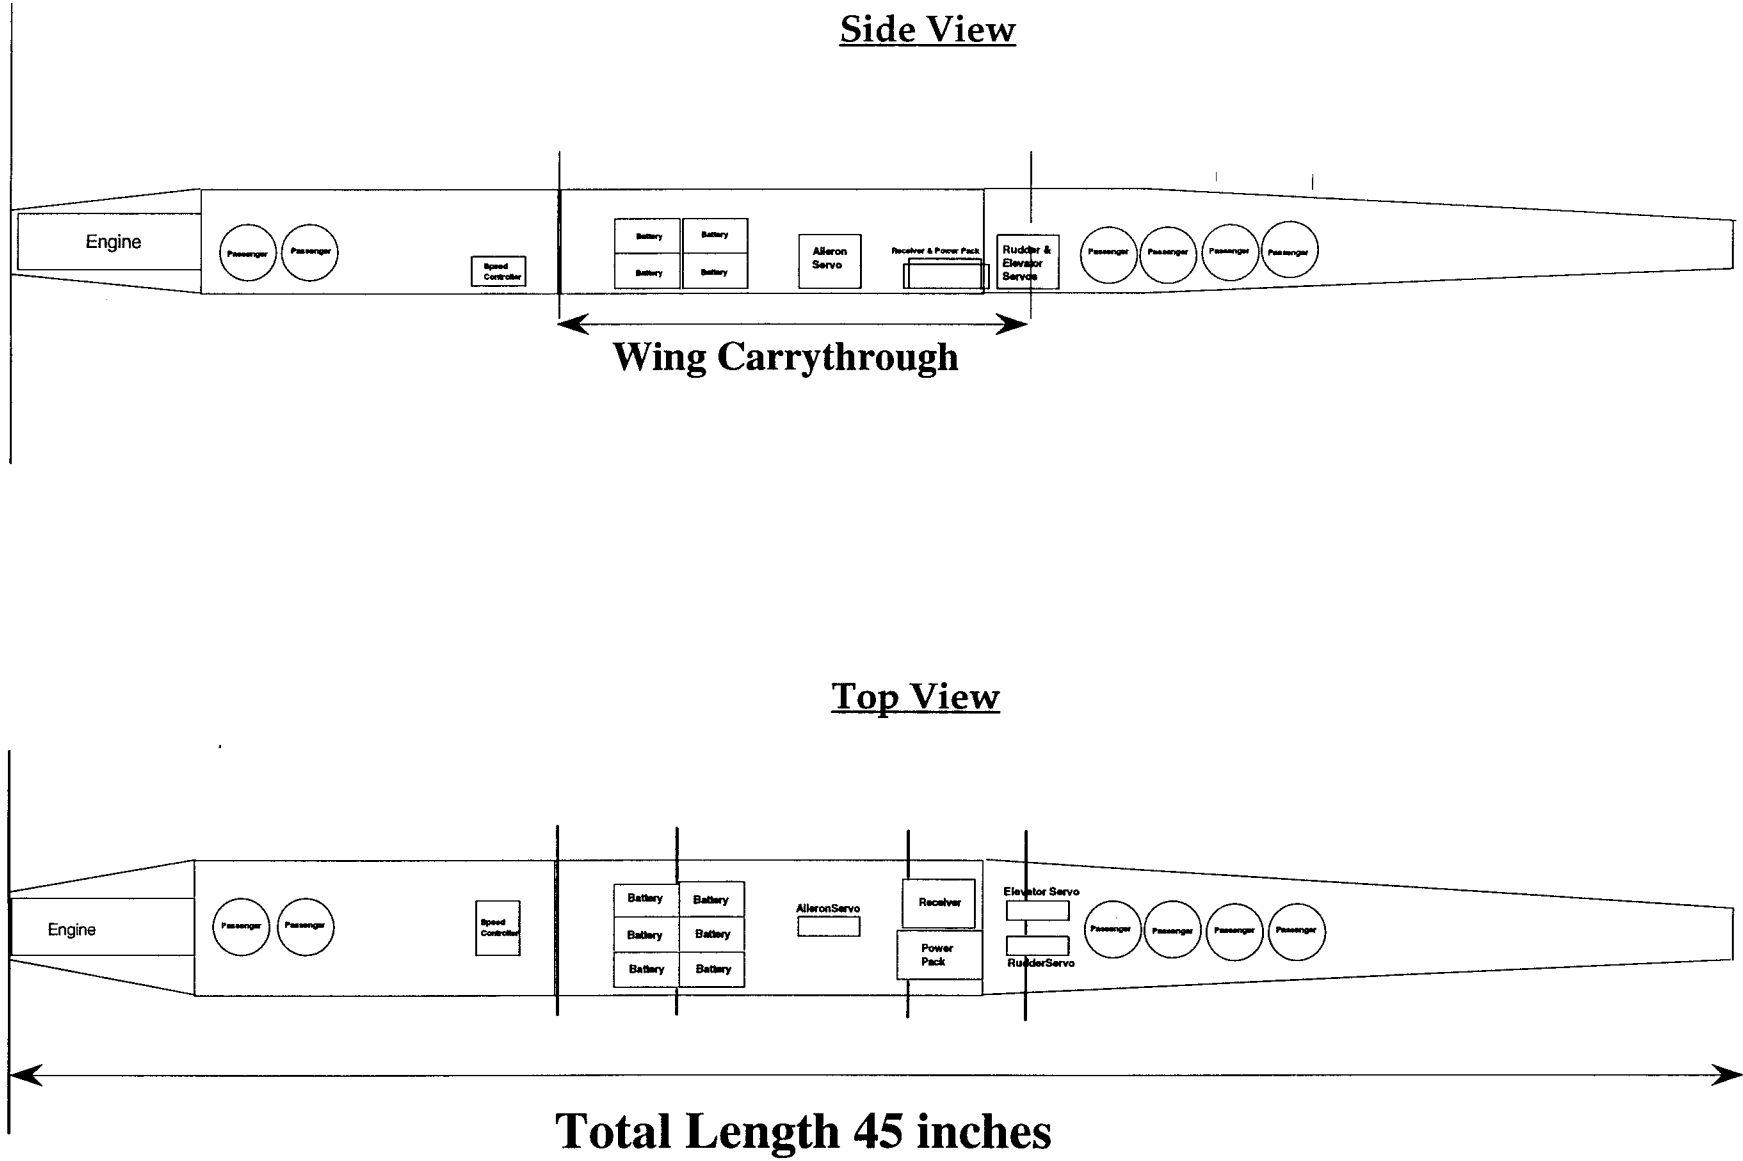 Side View
Engine
Passenger
Passenger
Speed
Controller
Battery
Battery
Battery
Battery
Aileron
Servo
Receiver & Power Pack
Rudder &
Elevator
Servos
Passenger
Passenger
Passenger
Passenger
Wing Carrythrough
Top View
Engine
Passenger
Passenger
Speed
Controller
Battery
Battery
Battery
Battery
Battery
Battery
AileronServo
Receiver
Power
Pack
Elevator Servo
RudderServo
Passenger
Passenger
Passenger
Passenger
Total Length 45 inches